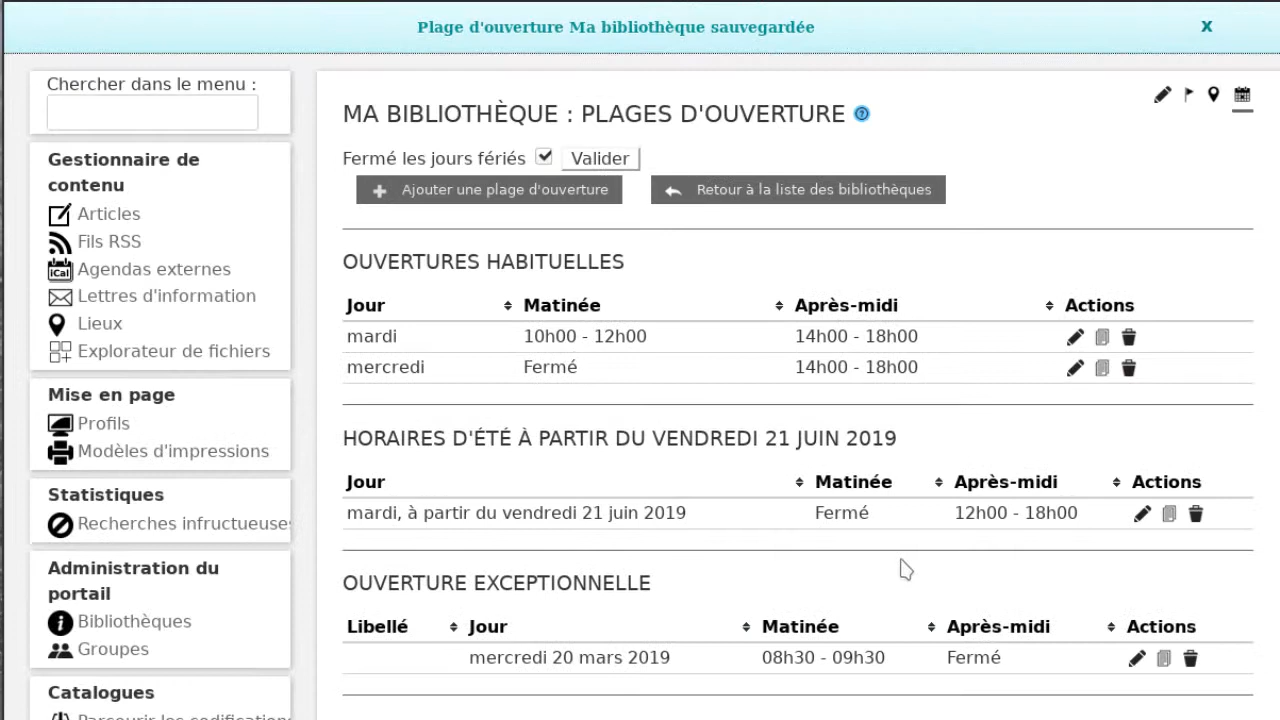 Plage d'ouverture Ma bibliothèque sauvegardée
x
Chercher dans le menu :
Gestionnaire de
contenu
Articles
Fils RSS
iCal
Agendas externes
Lettres d'information
Lieux
Explorateur de fichiers
Mise en page
Profils
Modèles d'impressions
Statistiques
Recherches infructueuses
Administration du
portail
Bibliothèques
Groupes
Catalogues
Parcourir les codifications
MA BIBLIOTHÈQUE : PLAGES D'OUVERTURE ?
Fermé les jours fériés Valider
Ajouter une plage d'ouverture Retour à la liste des bibliothèques
OUVERTURES HABITUELLES
Jour Matinée Après-midi Actions
mardi 10h00 - 12h00 14h00 - 18h00
mercredi Fermé 14h00 - 18h00
HORAIRES D'ÉTÉ À PARTIR DU VENDREDI 21 JUIN 2019
Jour Matinée Après-midi Actions
mardi, à partir du vendredi 21 juin 2019 Fermé 12h00 - 18h00
OUVERTURE EXCEPTIONNELLE
Libellé Jour Matinée Après-midi Actions
mercredi 20 mars 2019 08h30 - 09h30 Fermé